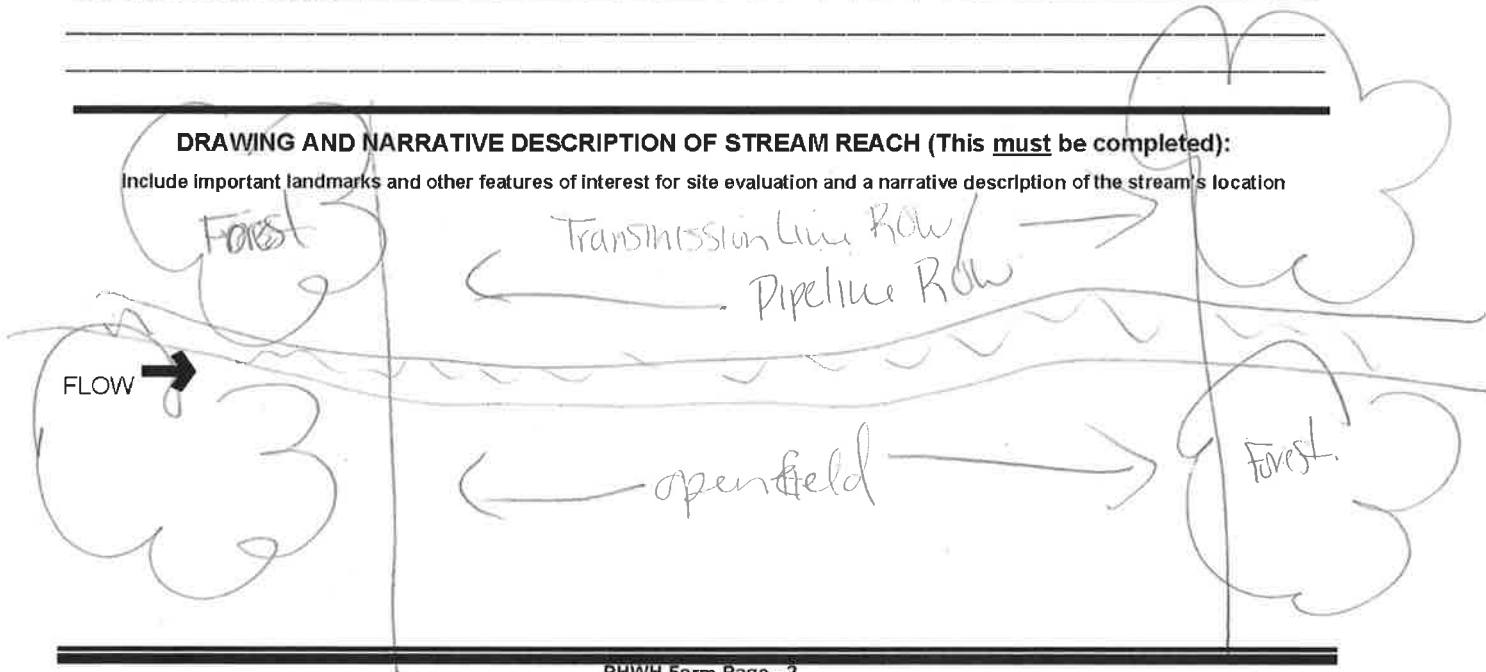 DRAWING AND NARRATIVE DESCRIPTION OF STREAM REACH (This must be completed):
Include important landmarks and other features of interest for site evaluation and a narrative description of the stream's location
Forest
Transmission Line ROW/
Pipeline ROW
FLOW
open field
Forest.
PHWH Form Page - 2